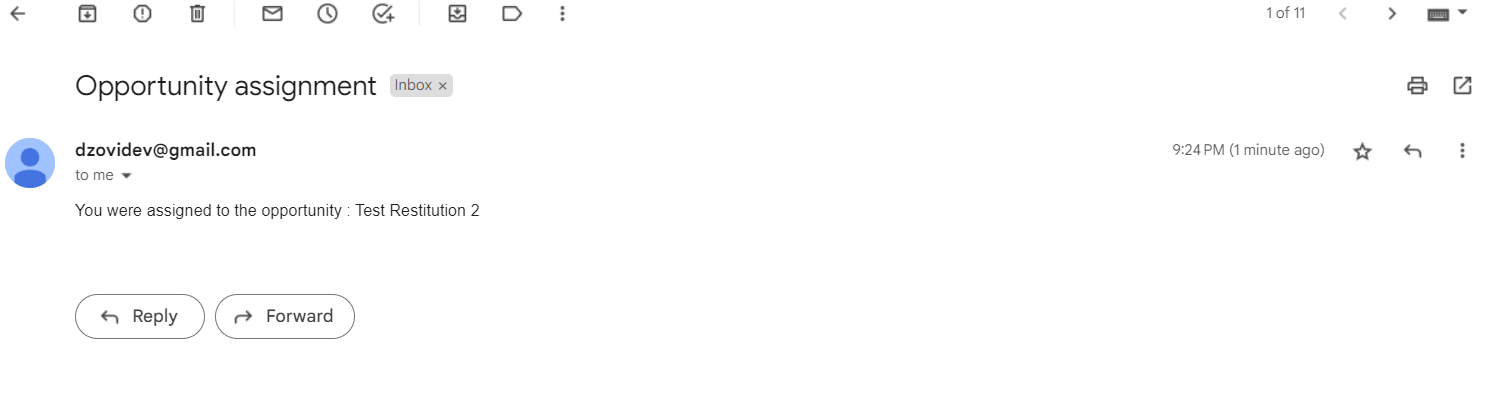 1 of 11
Opportunity assignment Inbox ×
dzovidev@gmail.com 9:24 PM (1 minute ago)
to me
You were assigned to the opportunity : Test Restitution 2
Reply Forward